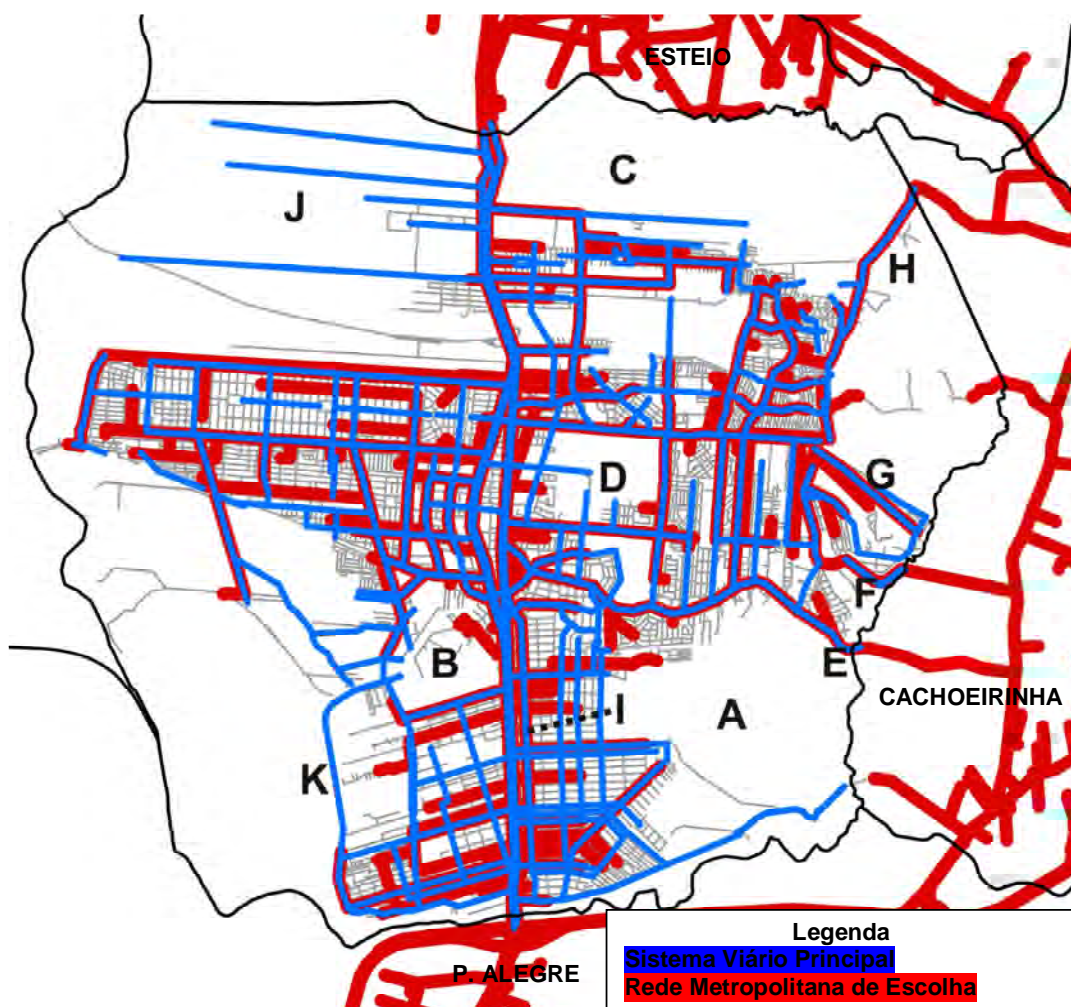 ESTEIO
C
J
H
D
G
F
B
E
CACHOEIRINHA
I
A
K
Legenda
Sistema Viário Principal
P. ALEGRE
Rede Metropolitana de Escolha